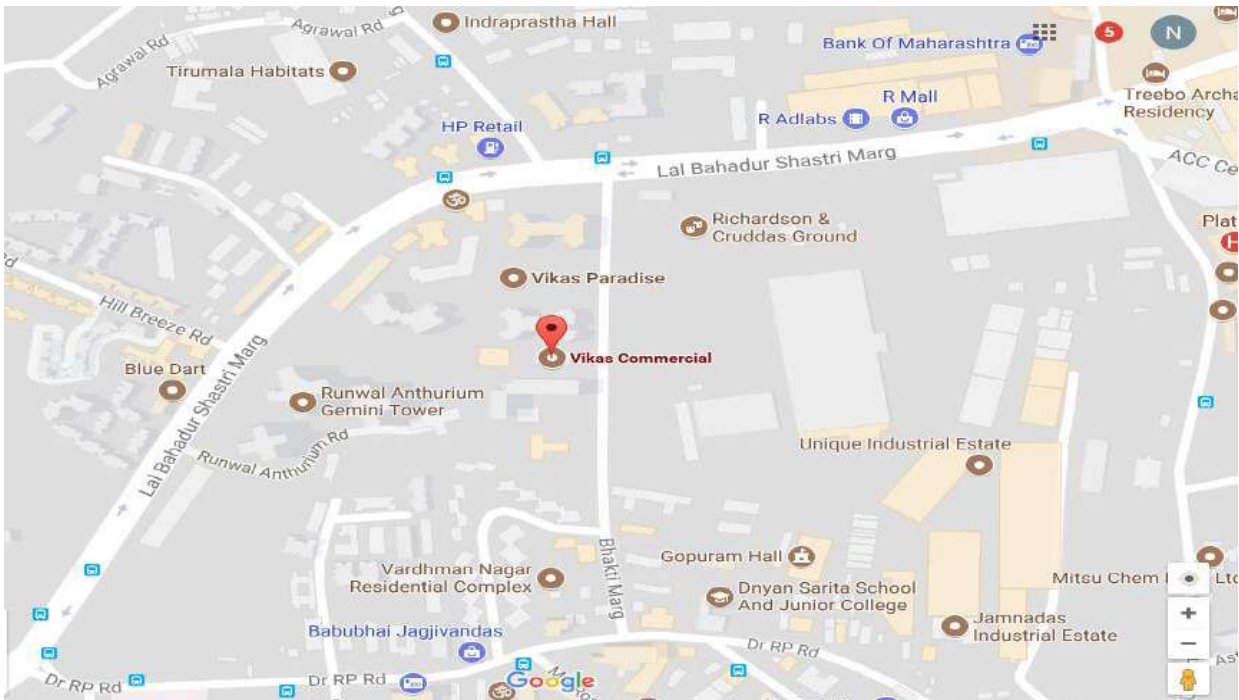 Agrawal Rd
Agrawal Rd
Indraprastha Hall
Tirumala Habitats
Bank Of Maharashtra
5
N
Treebo Archa
Residency
R Mall
R Adlabs
HP Retail
Lal Bahadur Shastri Marg
ACC Ce
Richardson &
Cruddas Ground
Plat
H
Vikas Paradise
Hill Breeze Rd
Vikas Commercial
Blue Dart
Runwal Anthurium
Gemini Tower
Lal Bahadur Shastri Marg
Runwal Anthurium Rd
Unique Industrial Estate
Bhakti Marg
Gopuram Hall
Vardhman Nagar
Residential Complex
Dnyan Sarita School
And Junior College
Mitsu Chem
Lt
Jamnadas
Industrial Estate
Babubhai Jagjivandas
Dr RP Rd
Dr RP Rd
Dr RP Rd
Google